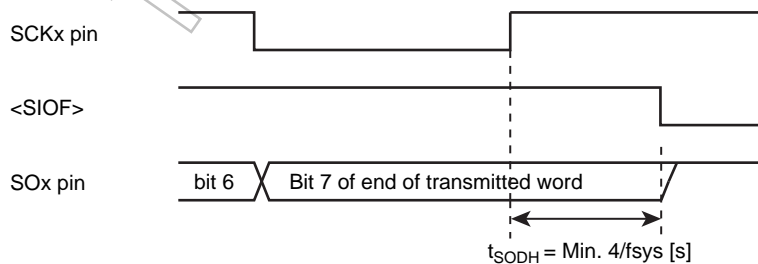 SCKx pin
<SIOF>
SOx pin
bit 6
Bit 7 of end of transmitted word
tSODH = Min. 4/fsys [s]